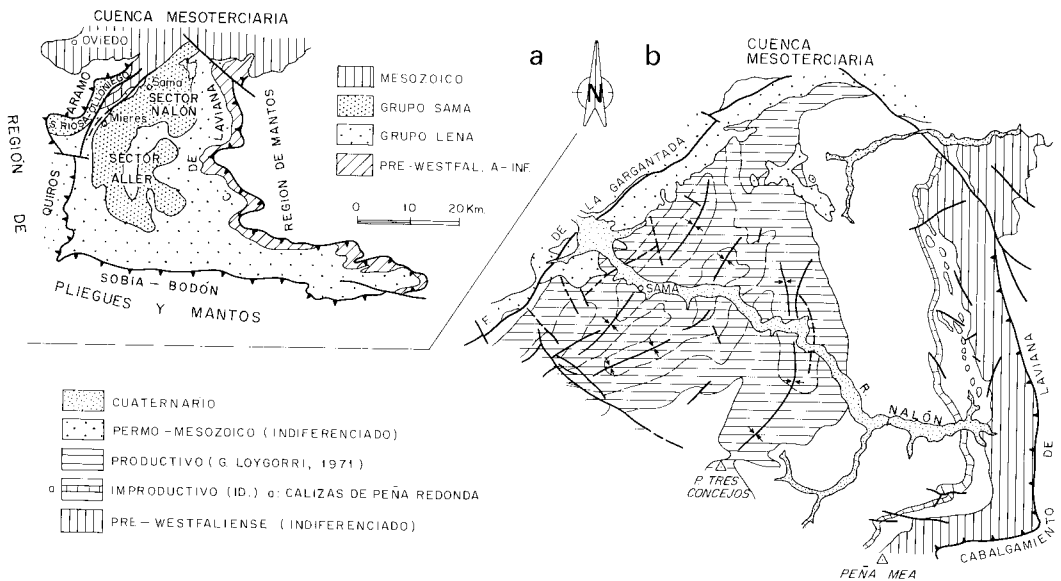 CUENCA MESOTERCIARIA
OVIEDO
ARAMO
S. RIOSA
OLLONIEGO
Sama
SECTOR
NALÓN
Mieres
SECTOR
ALLER
C. DE LAVIANA
REGION DE MANTOS
QUIROS
REGIÓN DE
SOBIA – BODÓN
PLIEGUES Y MANTOS
MESOZOICO
GRUPO SAMA
GRUPO LENA
PRE-WESTFAL. A-INF.
0 10 20 Km.
a
N
b
CUENCA
MESOTERCIARIA
F. DE LA GARGANTADA
SAMA
R. NALÓN
P. TRES
CONCEJOS
PEÑA MEA
CABALGAMIENTO DE LAVIANA
CUATERNARIO
PERMO-MESOZOICO (INDIFERENCIADO)
PRODUCTIVO (G. LOYGORRI, 1971)
a IMPRODUCTIVO (ID.) a: CALIZAS DE PEÑA REDONDA
PRE-WESTFALIENSE (INDIFERENCIADO)